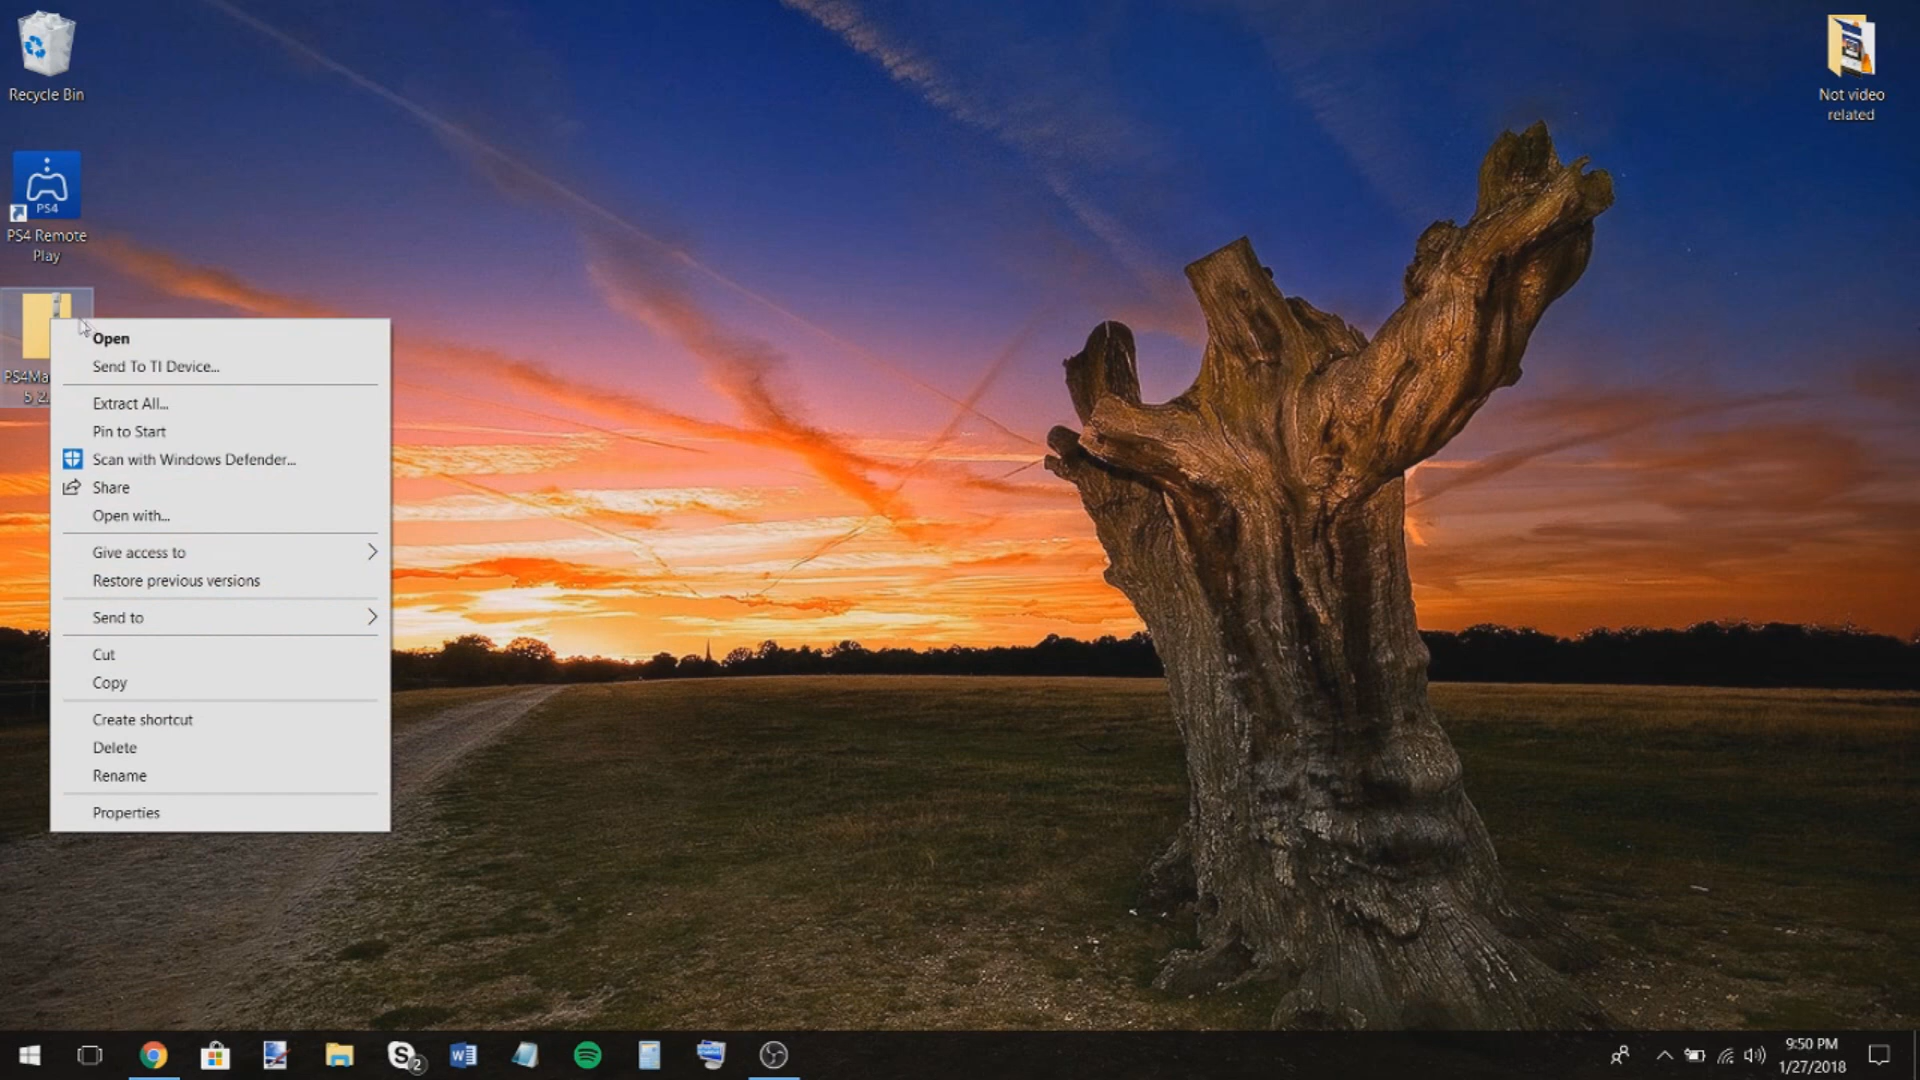 Recycle Bin
PS4
PS4 Remote
Play
PS4Ma
5_2.
Open
Send To TI Device...
Extract All...
Pin to Start
Scan with Windows Defender...
Share
Open with...
Give access to
Restore previous versions
Send to
Cut
Copy
Create shortcut
Delete
Rename
Properties
Not video
related
2
9:50 PM
1/27/2018